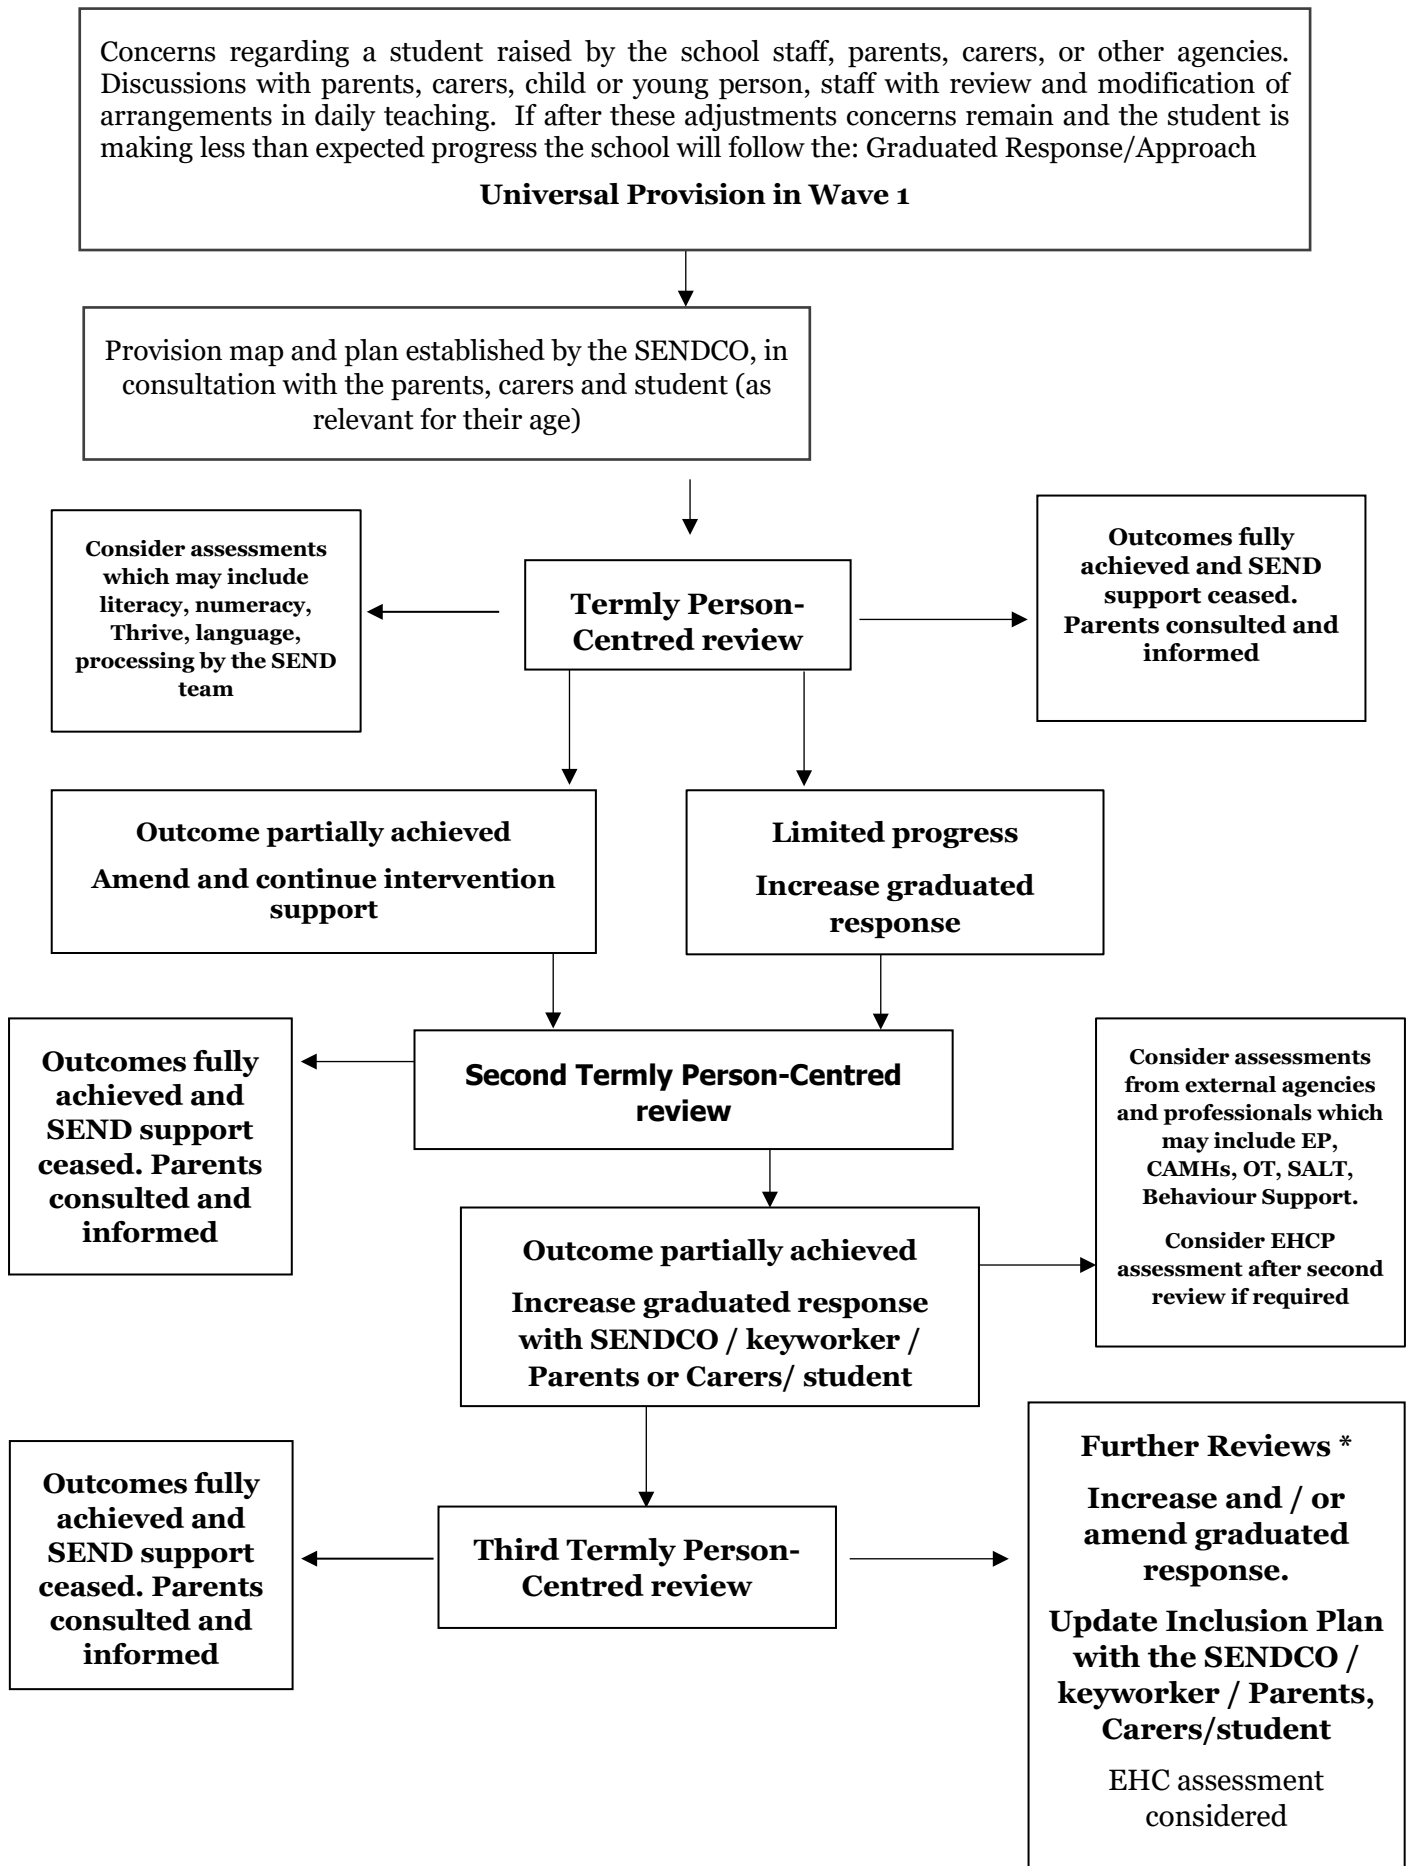 Concerns regarding a student raised by the school staff, parents, carers, or other agencies.
Discussions with parents, carers, child or young person, staff with review and modification of
arrangements in daily teaching. If after these adjustments concerns remain and the student is
making less than expected progress the school will follow the: Graduated Response/Approach
Universal Provision in Wave 1
Provision map and plan established by the SENDCO, in
consultation with the parents, carers and student (as
relevant for their age)
Consider assessments
which may include
literacy, numeracy,
Thrive, language,
processing by the SEND
team
Termly Person-
Centred review
Outcomes fully
achieved and SEND
support ceased.
Parents consulted and
informed
Outcome partially achieved
Amend and continue intervention
support
Limited progress
Increase graduated
response
Outcomes fully
achieved and
SEND support
ceased. Parents
consulted and
informed
Second Termly Person-Centred
review
Consider assessments
from external agencies
and professionals which
may include EP,
CAMHs, OT, SALT,
Behaviour Support.
Consider EHCP
assessment after second
review if required
Outcome partially achieved
Increase graduated response
with SENDCO / keyworker /
Parents or Carers/ student
Outcomes fully
achieved and
SEND support
ceased. Parents
consulted and
informed
Third Termly Person-
Centred review
Further Reviews *
Increase and / or
amend graduated
response.
Update Inclusion Plan
with the SENDCO /
keyworker / Parents,
Carers/student
EHC assessment
considered